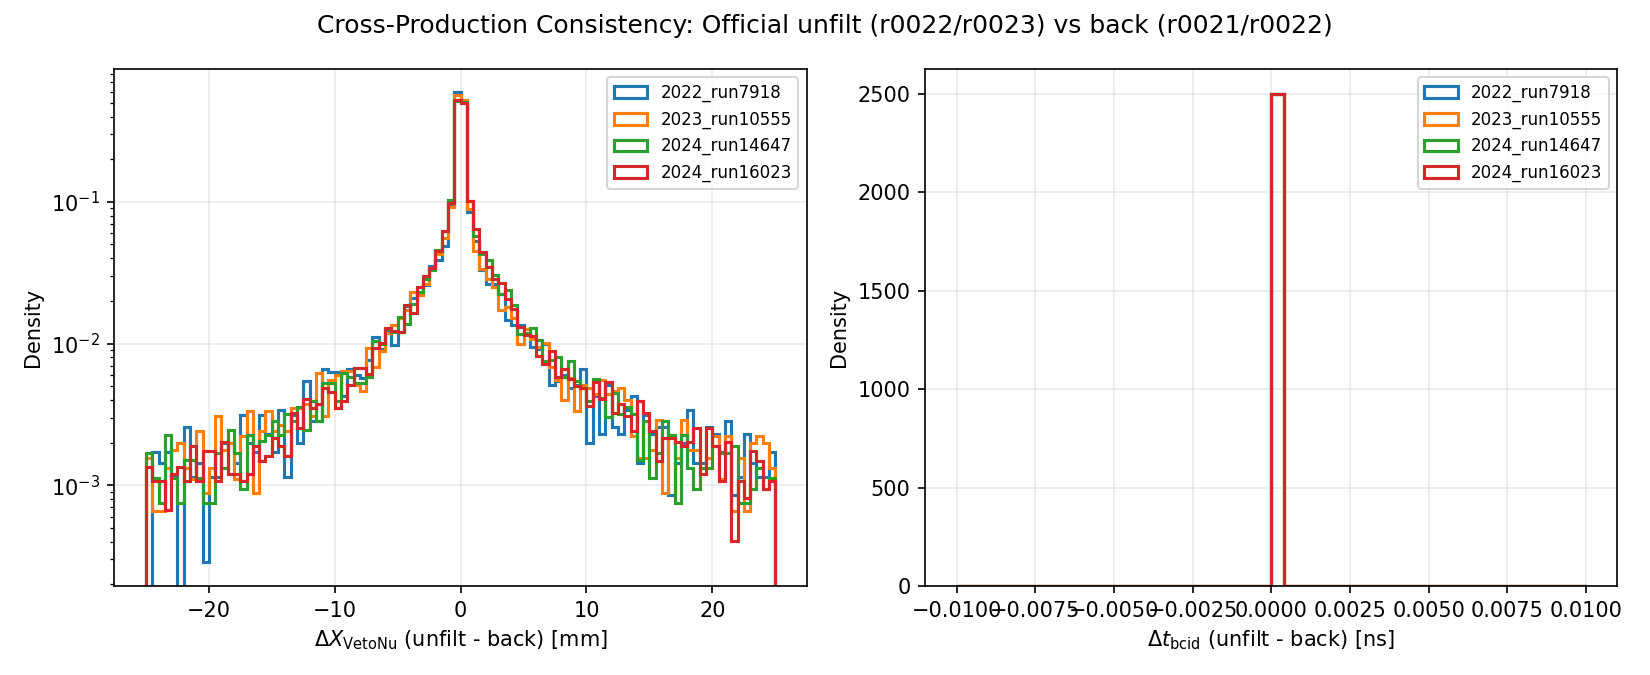 Cross-Production Consistency: Official unfilt (r0022/r0023) vs back (r0021/r0022)
Density
10⁻¹
10⁻²
10⁻³
−20
−10
0
10
20
ΔX_VetoNu (unfilt - back) [mm]
2022_run7918
2023_run10555
2024_run14647
2024_run16023
Density
2500
2000
1500
1000
500
0
−0.0100
−0.0075
−0.0050
−0.0025
0.0000
0.0025
0.0050
0.0075
0.0100
Δt_bcid (unfilt - back) [ns]
2022_run7918
2023_run10555
2024_run14647
2024_run16023